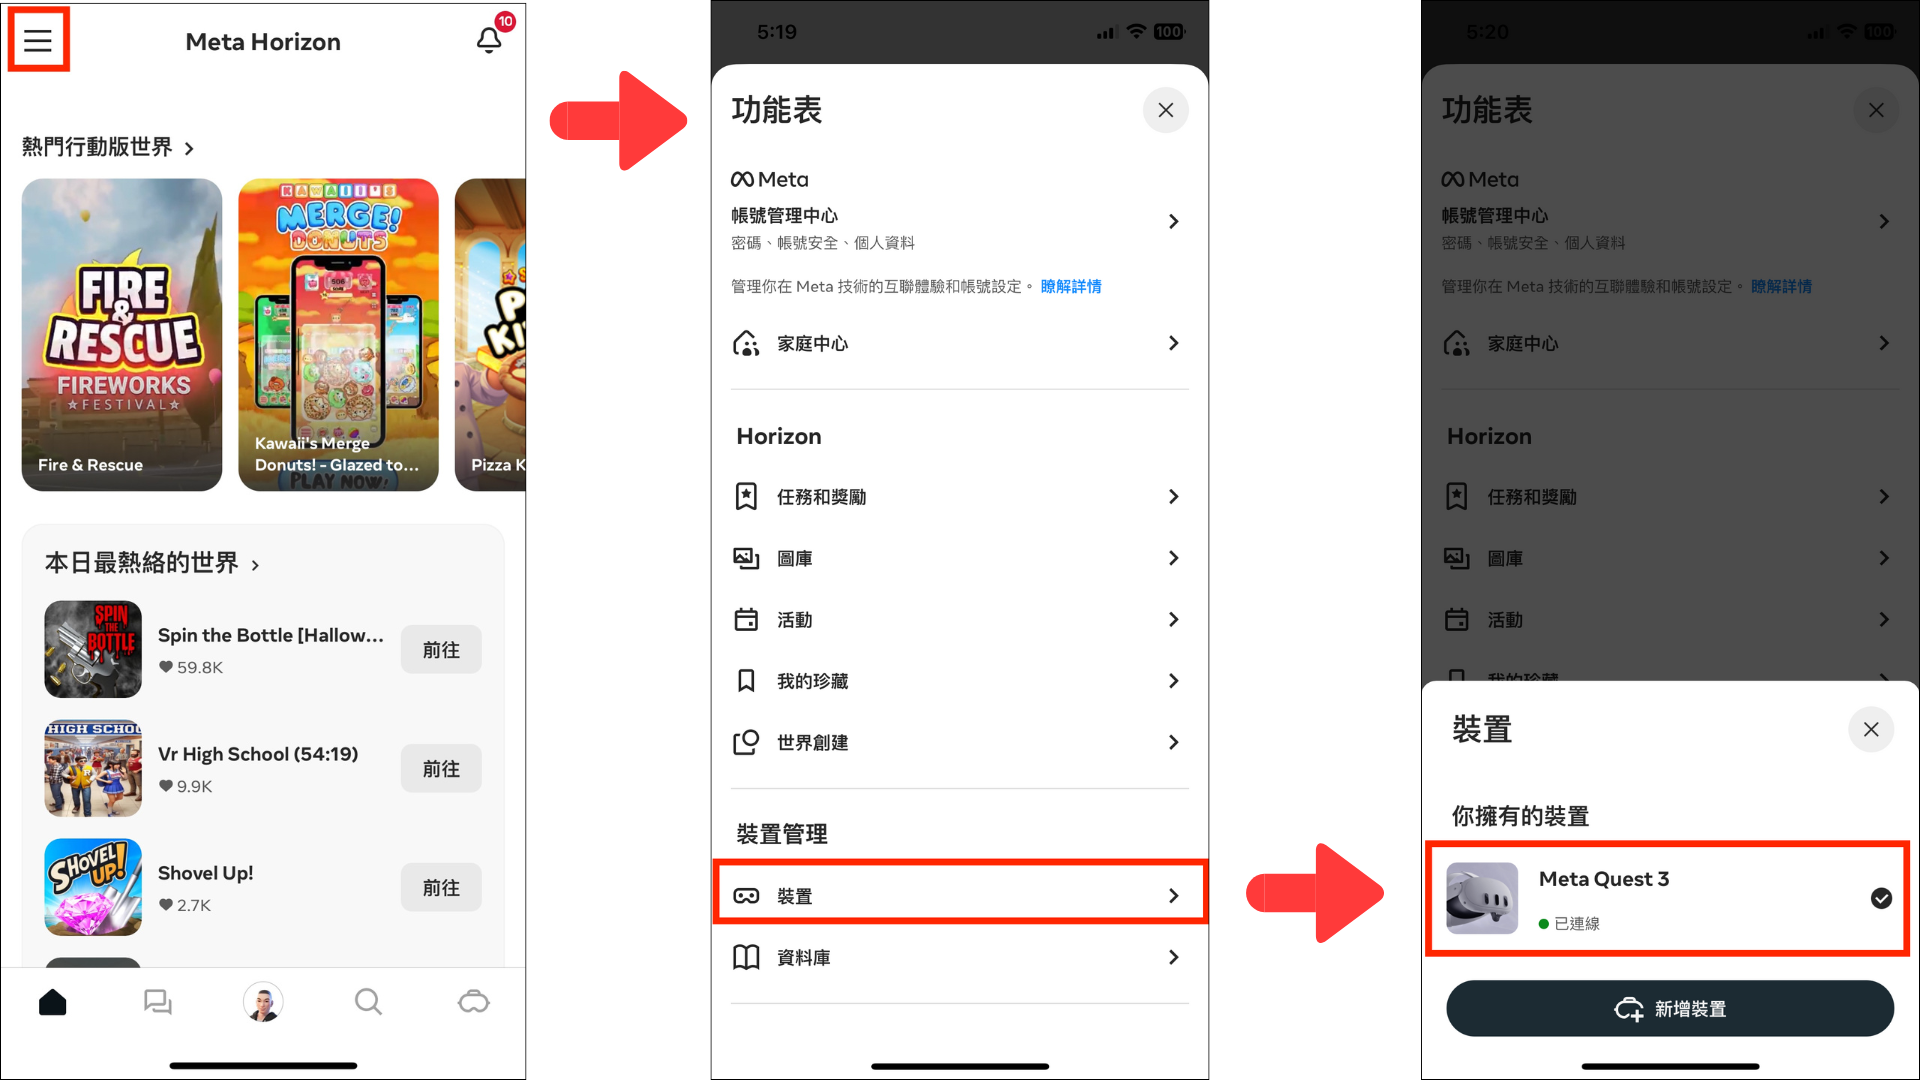 Meta Horizon
10
熱門行動版世界
FIRE
&
RESCUE
FIREWORKS
FESTIVAL
Fire & Rescue
KAWAII'S
MERGE!
DONUTS
Kawaii's Merge
Donuts! - Glazed to...
PLAY NOW!
Pizza K
本日最熱絡的世界
SPIN
THE
BOTTLE
Spin the Bottle [Hallow...
59.8K
前往
HIGH SCHOO
Vr High School (54:19)
9.9K
前往
SHOVEL
UP!
Shovel Up!
2.7K
前往
5:19
100
功能表
Meta
帳號管理中心
密碼、帳號安全、個人資料
管理你在 Meta 技術的互聯體驗和帳號設定。 瞭解詳情
家庭中心
Horizon
任務和獎勵
圖庫
活動
我的珍藏
世界創建
裝置管理
裝置
資料庫
5:20
100
功能表
Meta
帳號管理中心
密碼、帳號安全、個人資料
管理你在 Meta 技術的互聯體驗和帳號設定。 瞭解詳情
家庭中心
Horizon
任務和獎勵
圖庫
活動
我的珍藏
裝置
你擁有的裝置
Meta Quest 3
已連線
新增裝置